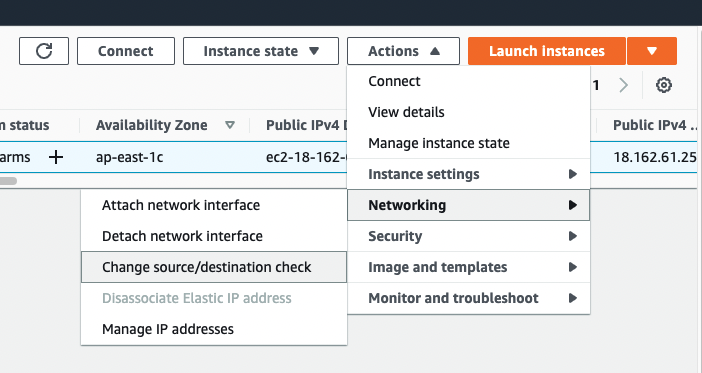 Connect
Instance state
Actions
Launch instances
1
Connect
View details
Manage instance state
Instance settings
Networking
Security
Image and templates
Monitor and troubleshoot
status
Availability Zone
Public IPv4
Public IPv4 ...
ap-east-1c
ec2-18-162-
18.162.61.25
Attach network interface
Detach network interface
Change source/destination check
Disassociate Elastic IP address
Manage IP addresses